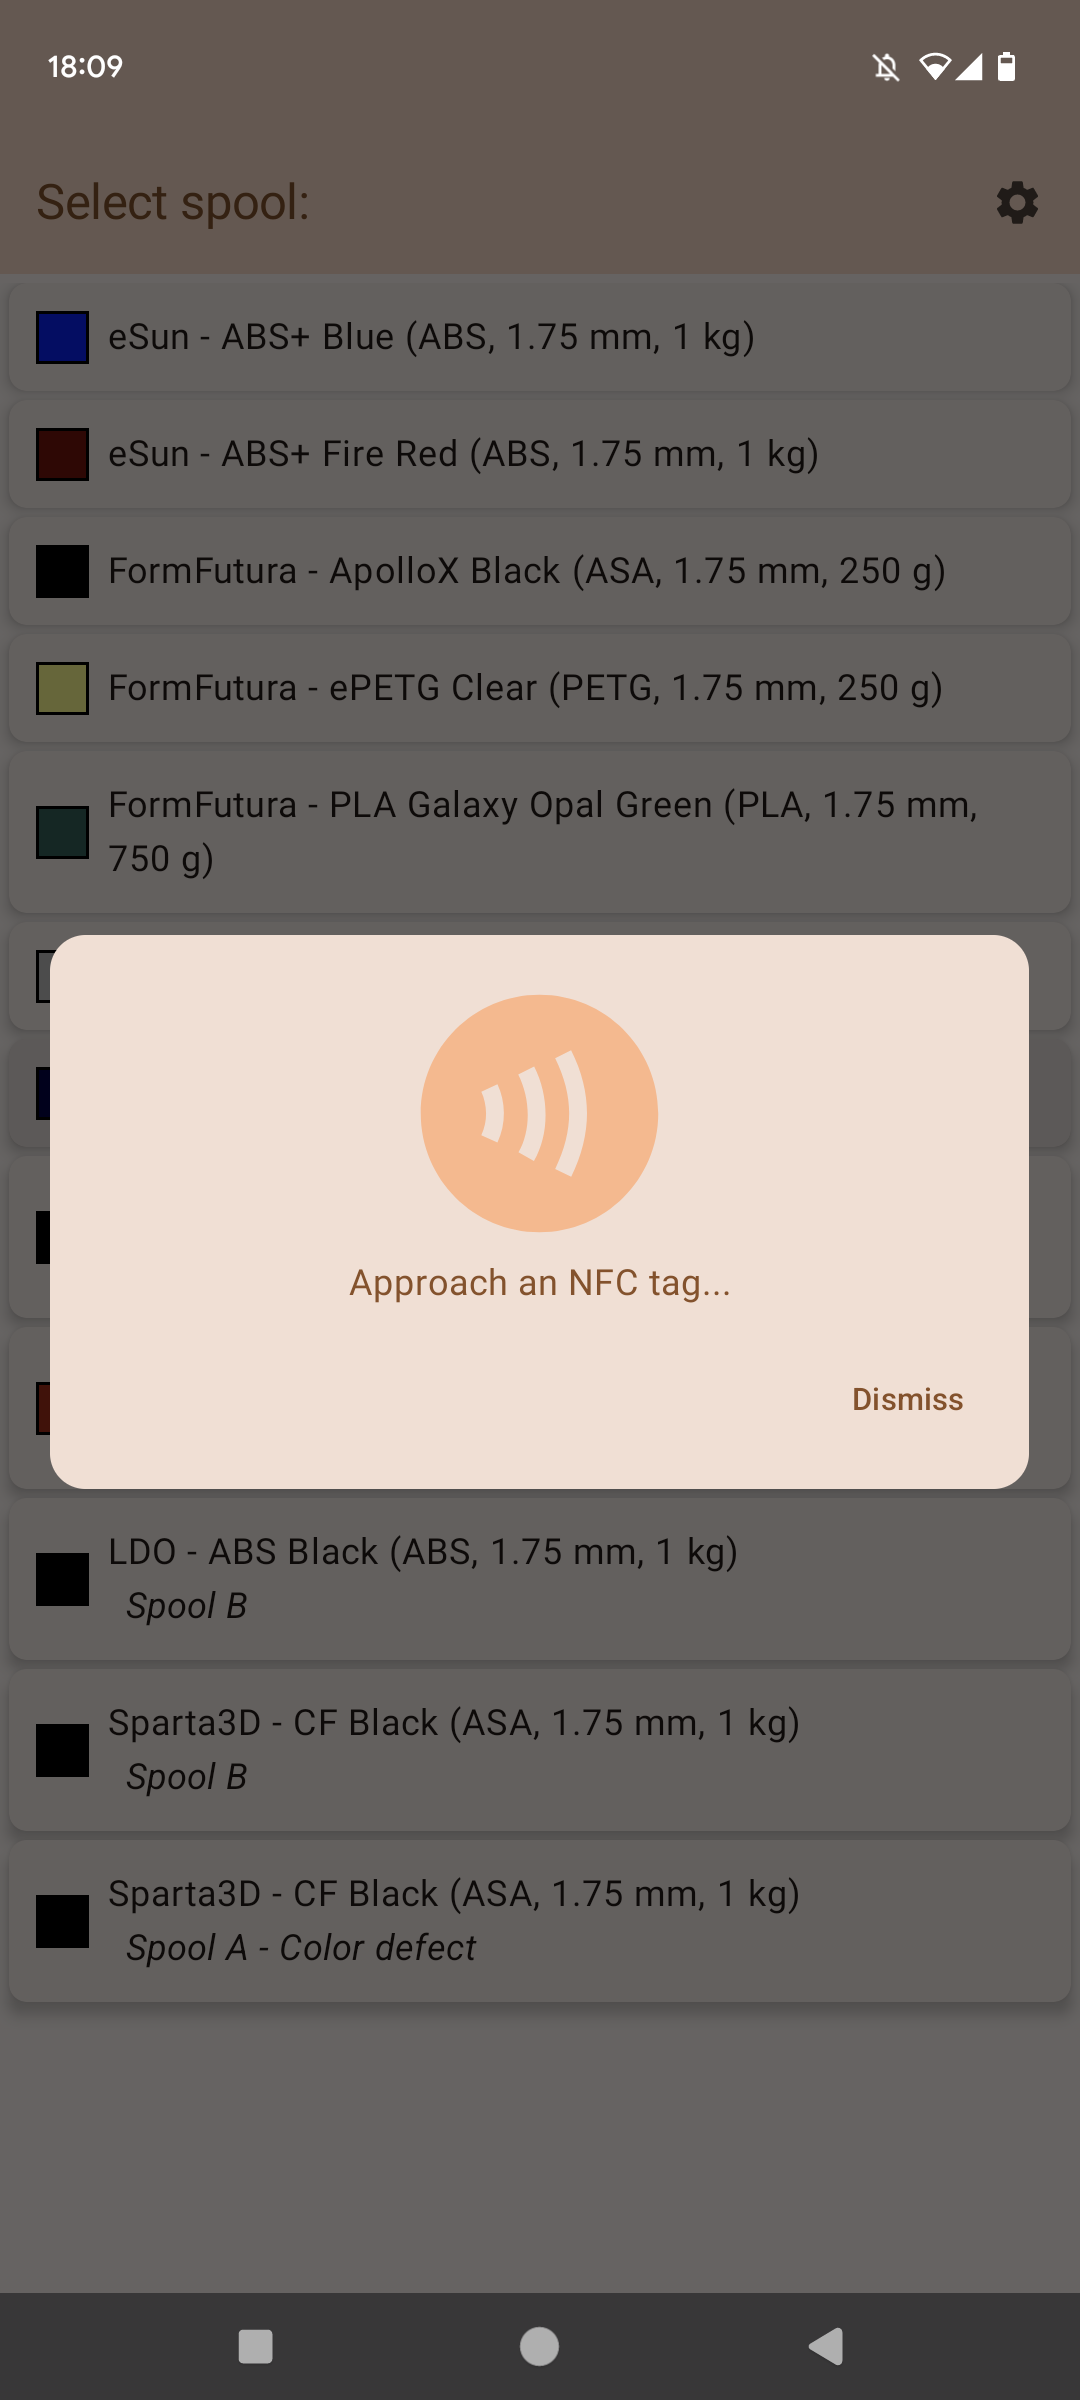 18:09
Select spool:
eSun - ABS+ Blue (ABS, 1.75 mm, 1 kg)
eSun - ABS+ Fire Red (ABS, 1.75 mm, 1 kg)
FormFutura - ApolloX Black (ASA, 1.75 mm, 250 g)
FormFutura - ePETG Clear (PETG, 1.75 mm, 250 g)
FormFutura - PLA Galaxy Opal Green (PLA, 1.75 mm,
750 g)
Approach an NFC tag...
Dismiss
LDO - ABS Black (ABS, 1.75 mm, 1 kg)
Spool B
Sparta3D - CF Black (ASA, 1.75 mm, 1 kg)
Spool B
Sparta3D - CF Black (ASA, 1.75 mm, 1 kg)
Spool A - Color defect